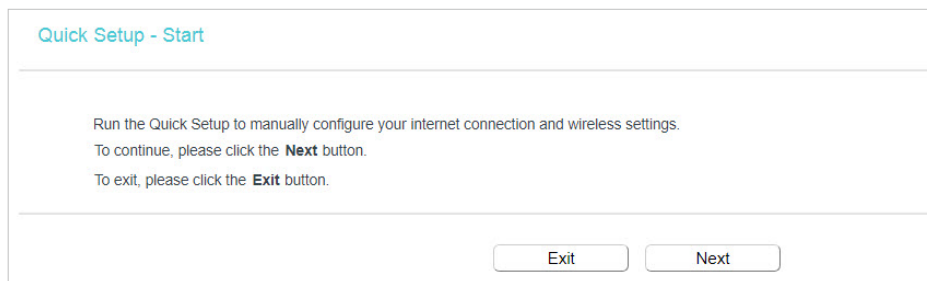 Quick Setup - Start
Run the Quick Setup to manually configure your internet connection and wireless settings.
To continue, please click the Next button.
To exit, please click the Exit button.
Exit
Next